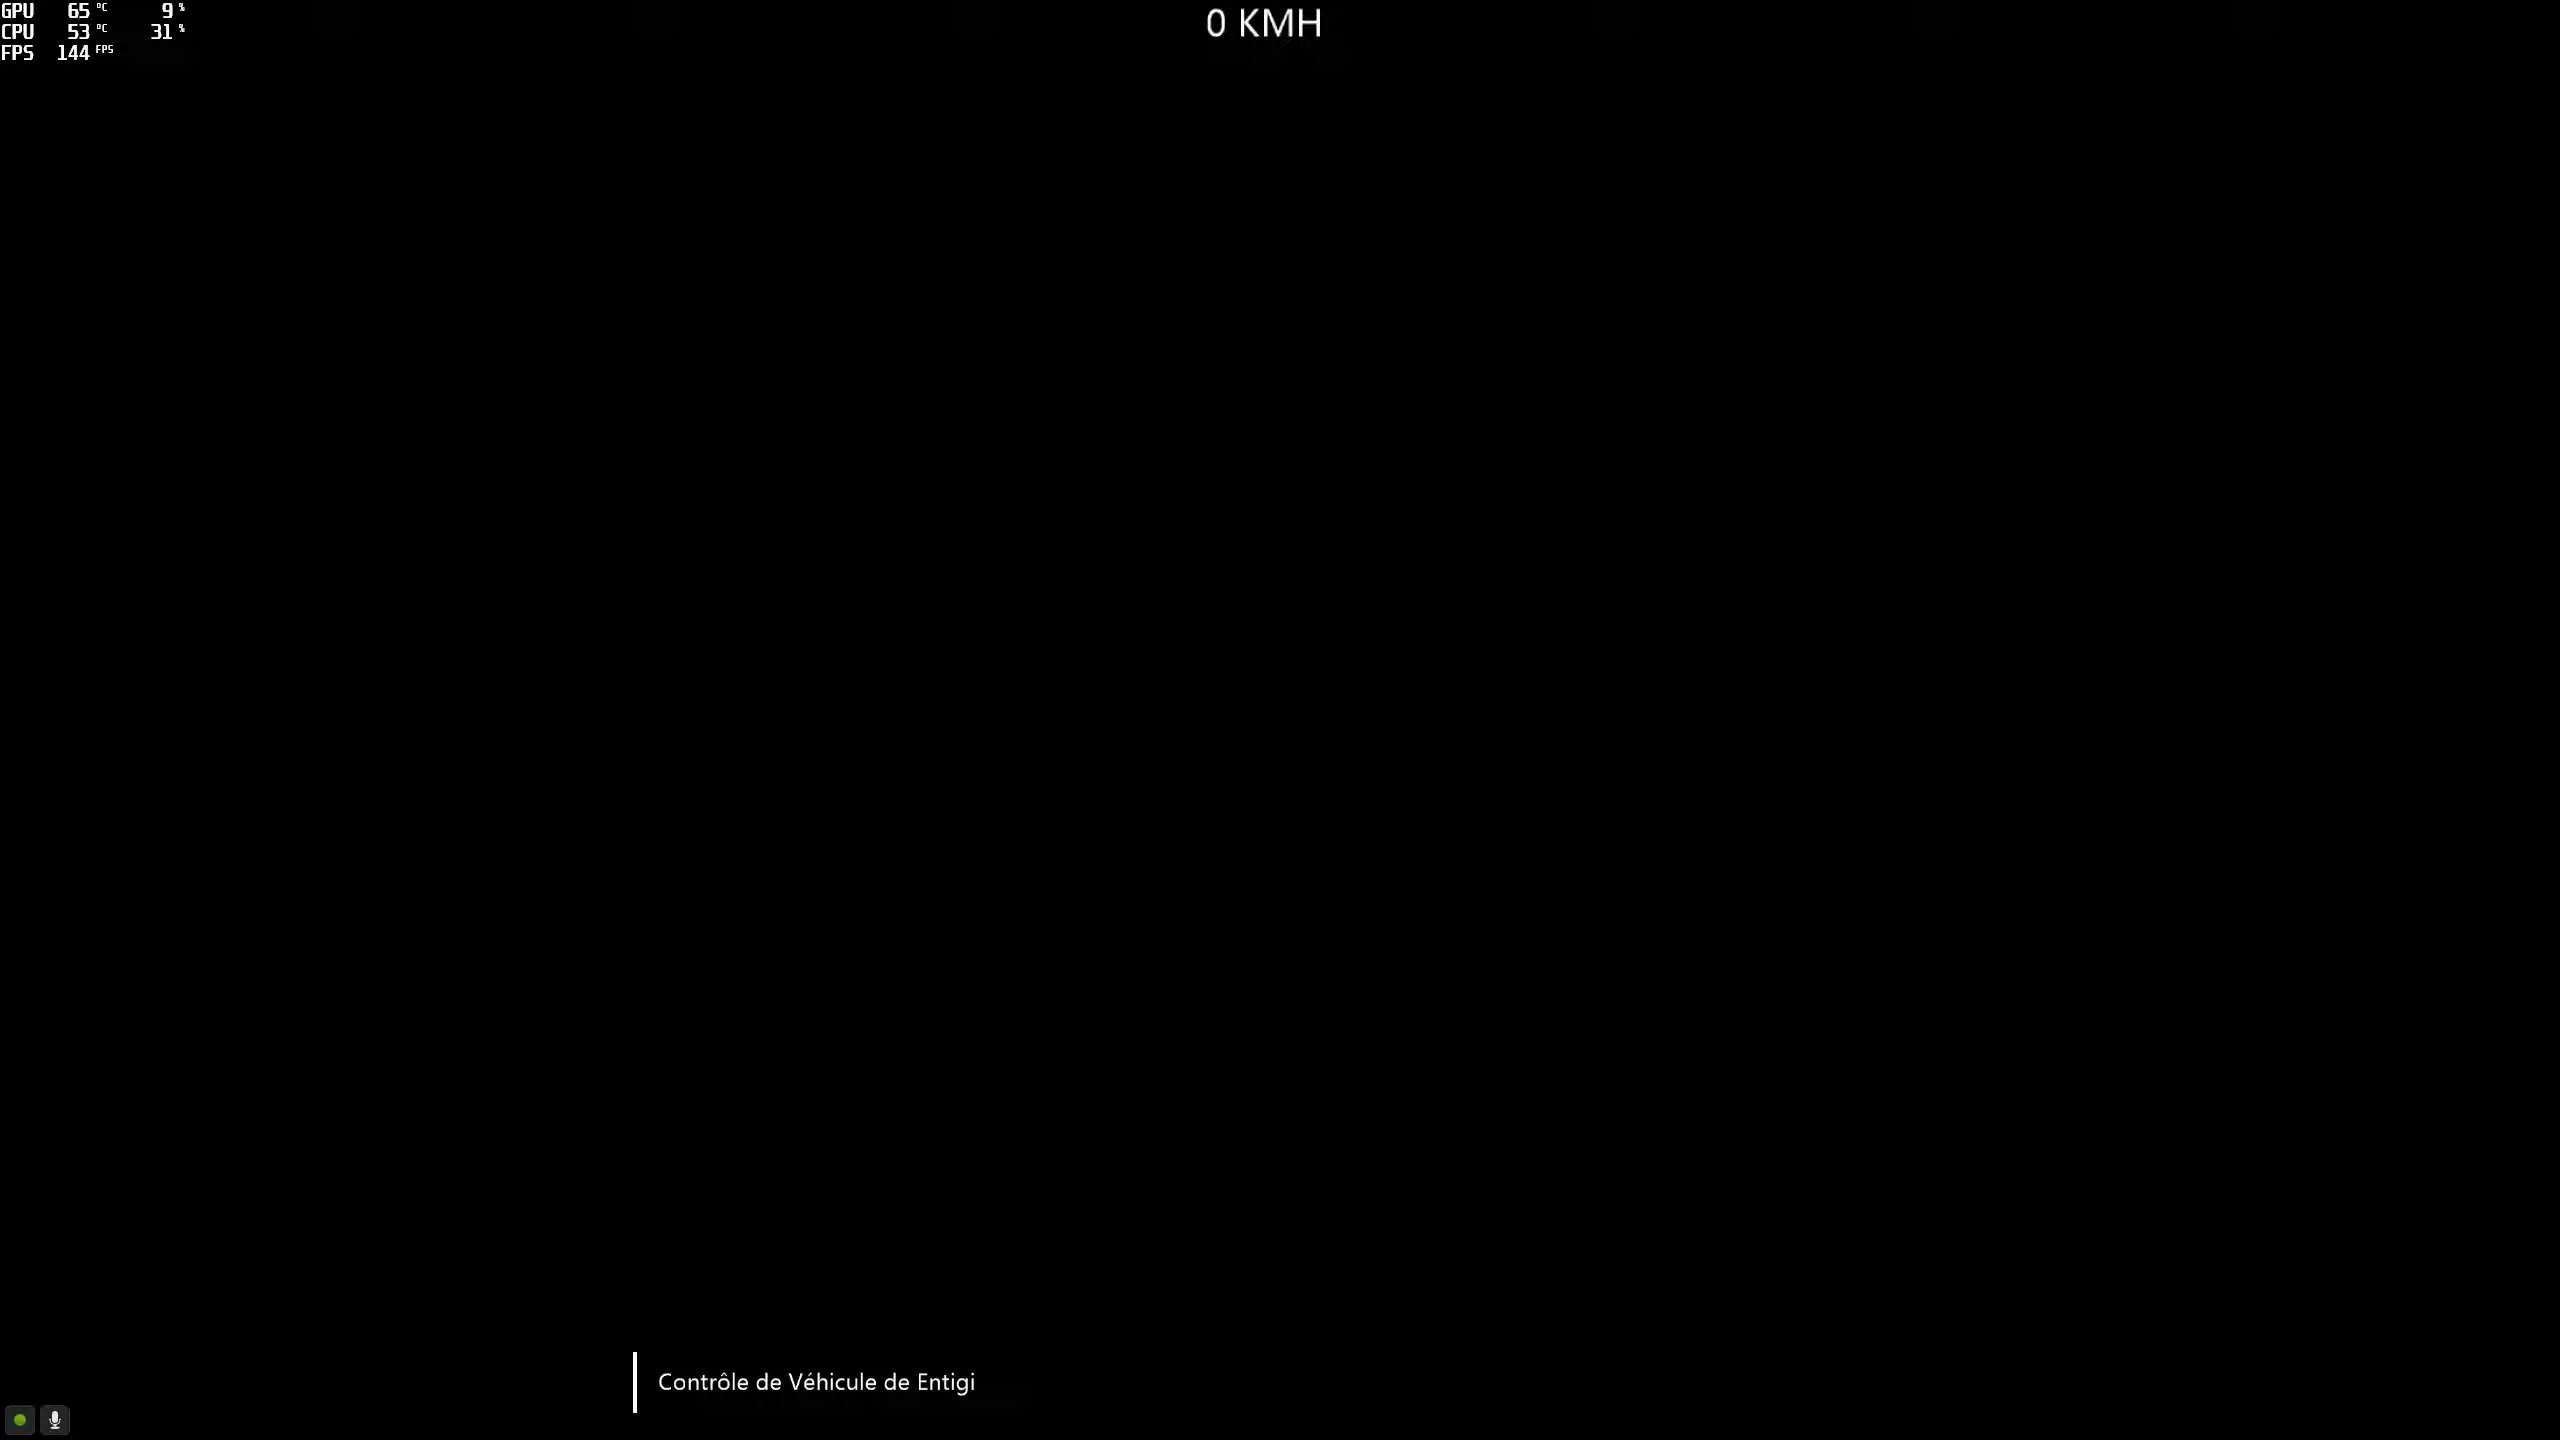 GPU 65 °C 9 %
CPU 53 °C 31 %
FPS 144 FPS
0 KMH
Contrôle de Véhicule de Entigi